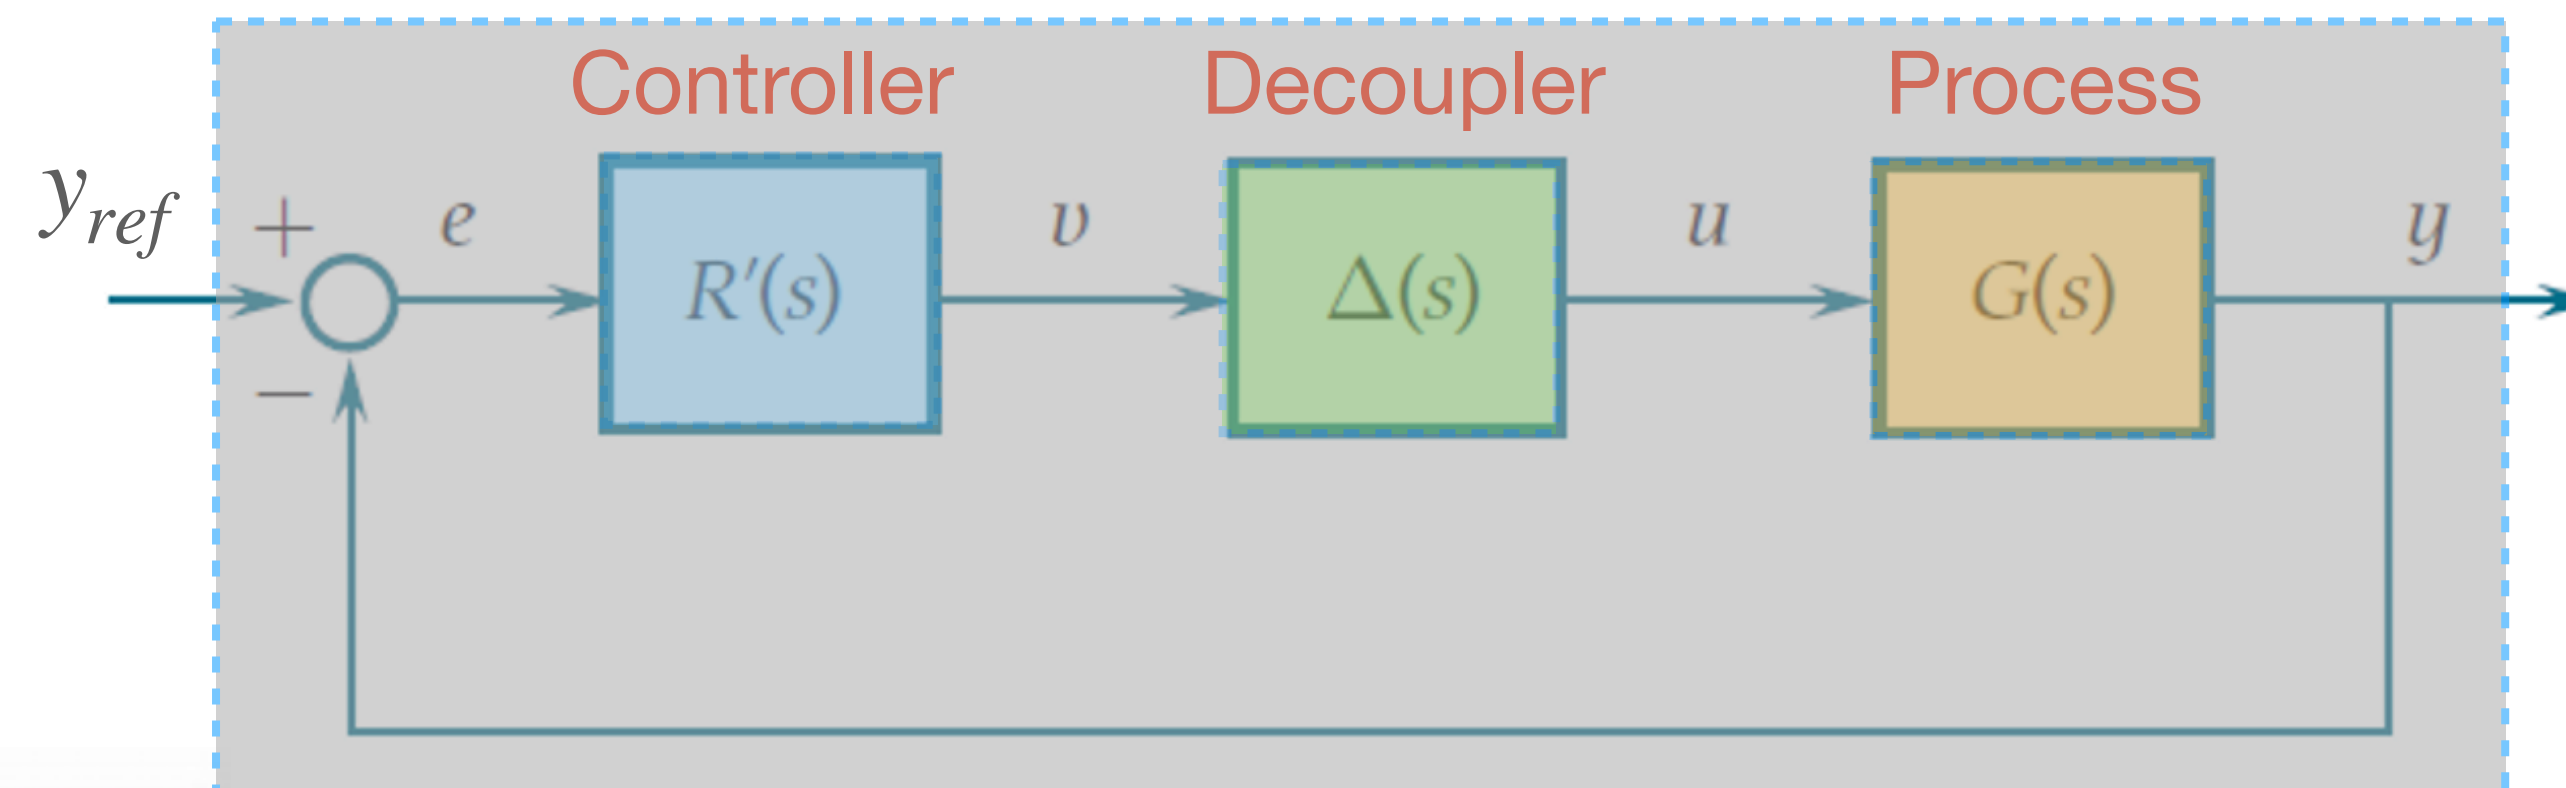 Controller Decoupler Process
y_ref + e v u y
R′(s) Δ(s) G(s)
−